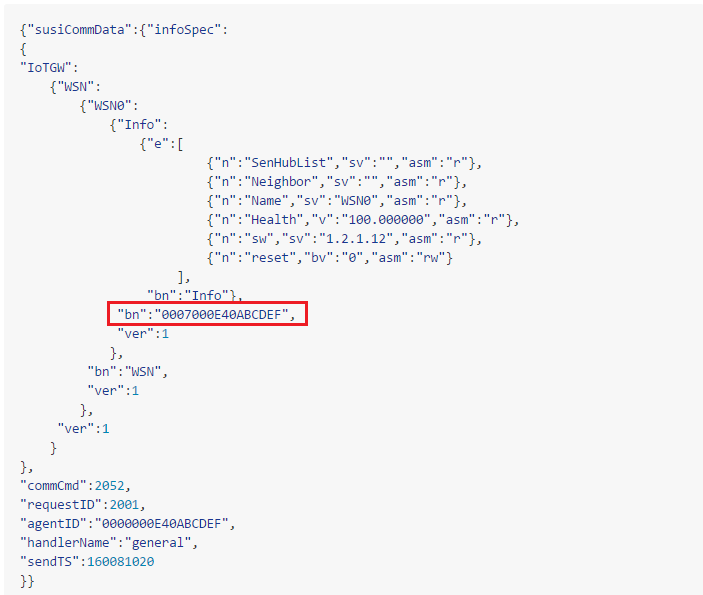 {"susiCommData":{"infoSpec":
{
"IoTGW":
{"WSN":
{"WSN0":
{"Info":
{"e":[
{"n":"SenHubList","sv":"","asm":"r"},
{"n":"Neighbor","sv":"","asm":"r"},
{"n":"Name","sv":"WSN0","asm":"r"},
{"n":"Health","v":"100.000000","asm":"r"},
{"n":"sw","sv":"1.2.1.12","asm":"r"},
{"n":"reset","bv":"0","asm":"rw"}
],
"bn":"Info"},
"bn":"0007000E40ABCDEF",
"ver":1
},
"bn":"WSN",
"ver":1
},
"ver":1
}
},
"commCmd":2052,
"requestID":2001,
"agentID":"0000000E40ABCDEF",
"handlerName":"general",
"sendTS":160081020
}}